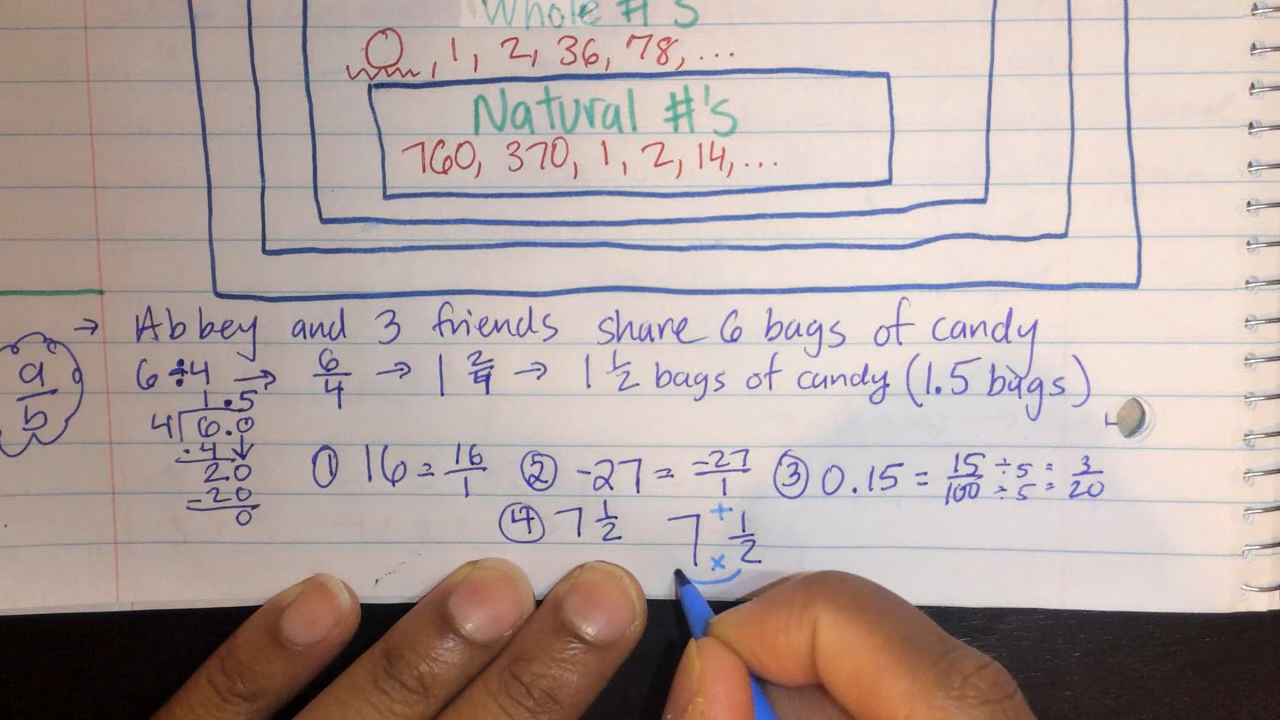 Whole #'s
0, 1, 2, 36, 78, ...
Natural #'s
760, 370, 1, 2, 14, ...
→ Abbey and 3 friends share 6 bags of candy
a/b
6 ÷ 4 → 6/4 → 1 2/4 → 1 1/2 bags of candy (1.5 bags)
1.5
4 6.0
-4
20
-20
0
① 16 = 16/1 ② -27 = -27/1 ③ 0.15 = 15/100 ÷5 ÷5 = 3/20
④ 7 1/2 7 + 1/2 ×